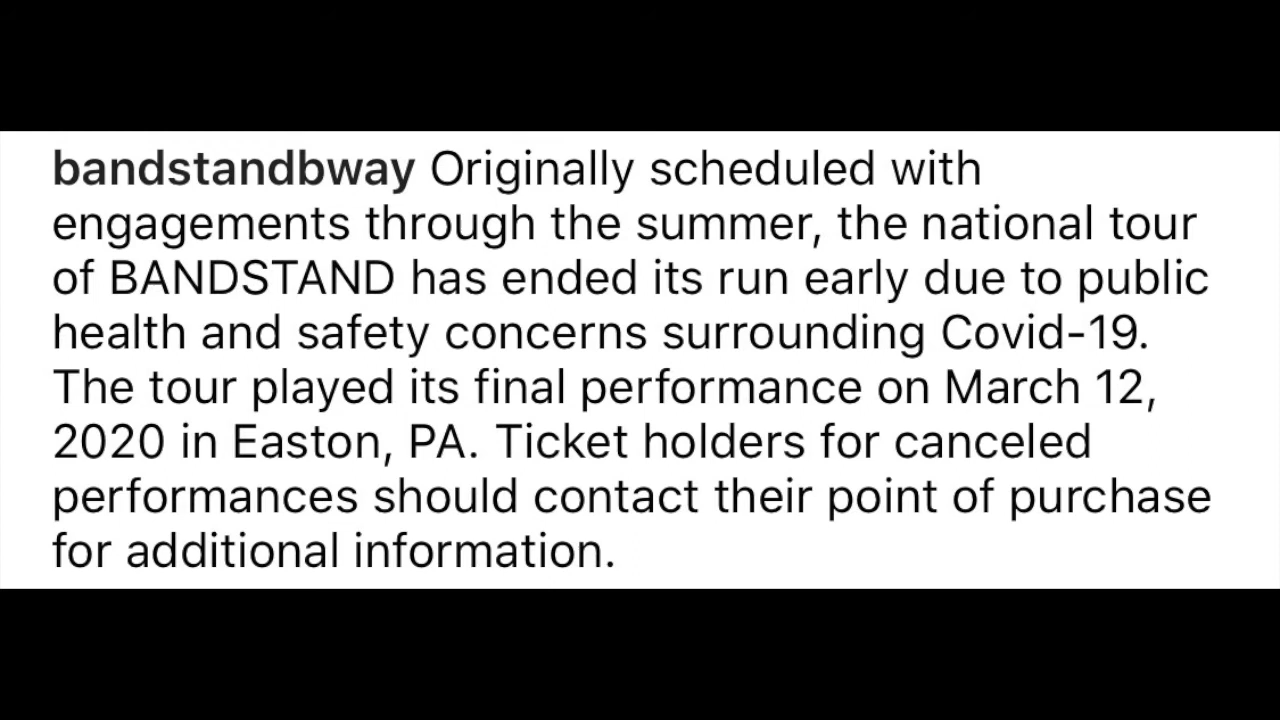 bandstandbway Originally scheduled with
engagements through the summer, the national tour
of BANDSTAND has ended its run early due to public
health and safety concerns surrounding Covid-19.
The tour played its final performance on March 12,
2020 in Easton, PA. Ticket holders for canceled
performances should contact their point of purchase
for additional information.